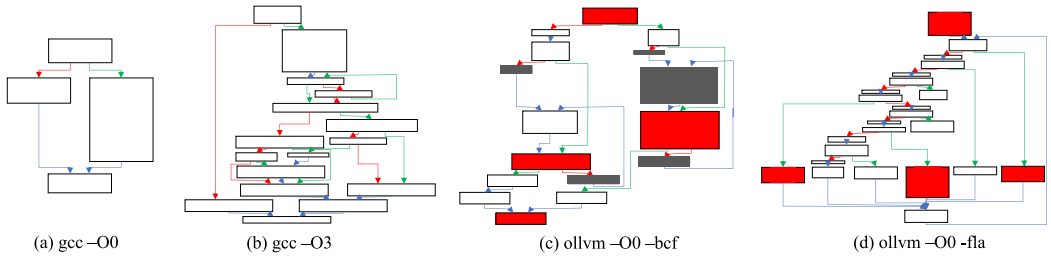 (a) gcc –O0
(b) gcc –O3
(c) ollvm –O0 –bcf
(d) ollvm –O0 -fla